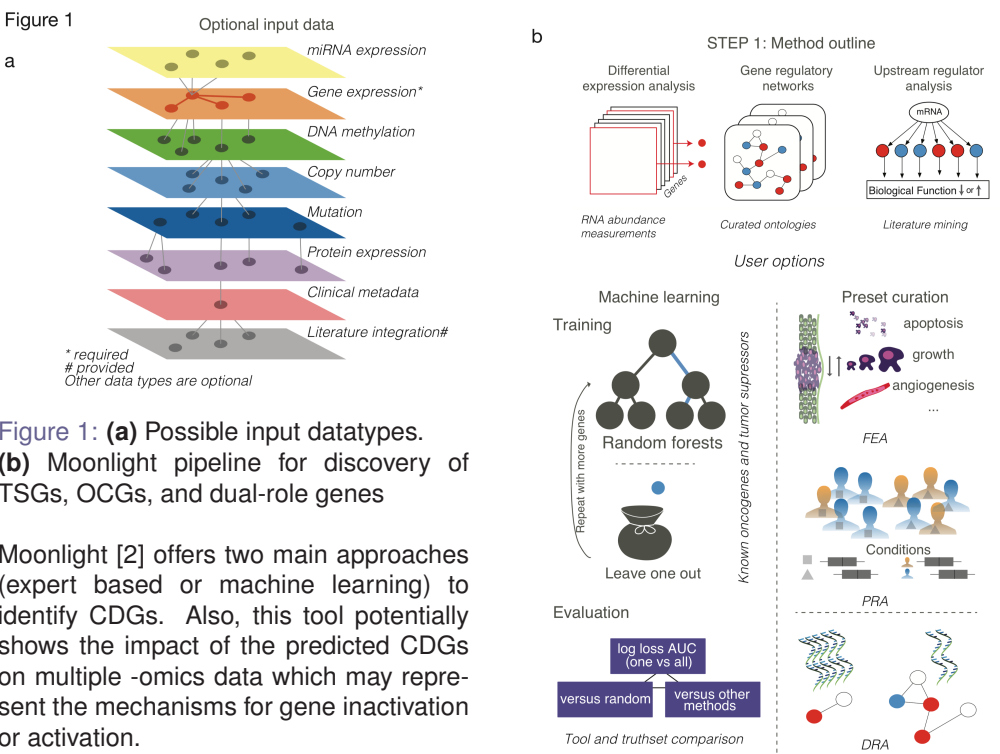 Figure 1
a
Optional input data
miRNA expression
Gene expression*
DNA methylation
Copy number
Mutation
Protein expression
Clinical metadata
Literature integration#
* required
# provided
Other data types are optional
Figure 1: (a) Possible input datatypes.
(b) Moonlight pipeline for discovery of
TSGs, OCGs, and dual-role genes
Moonlight [2] offers two main approaches
(expert based or machine learning) to
identify CDGs. Also, this tool potentially
shows the impact of the predicted CDGs
on multiple -omics data which may repre-
sent the mechanisms for gene inactivation
or activation.
b
STEP 1: Method outline
Differential
expression analysis
Genes
RNA abundance
measurements
Gene regulatory
networks
Curated ontologies
Upstream regulator
analysis
mRNA
Biological Function ↓ or ↑
Literature mining
User options
Machine learning
Training
Random forests
Repeat with more genes
Leave one out
Evaluation
log loss AUC
(one vs all)
versus random
versus other
methods
Tool and truthset comparison
Known oncogenes and tumor supressors
Preset curation
apoptosis
growth
angiogenesis
...
FEA
Conditions
PRA
DRA